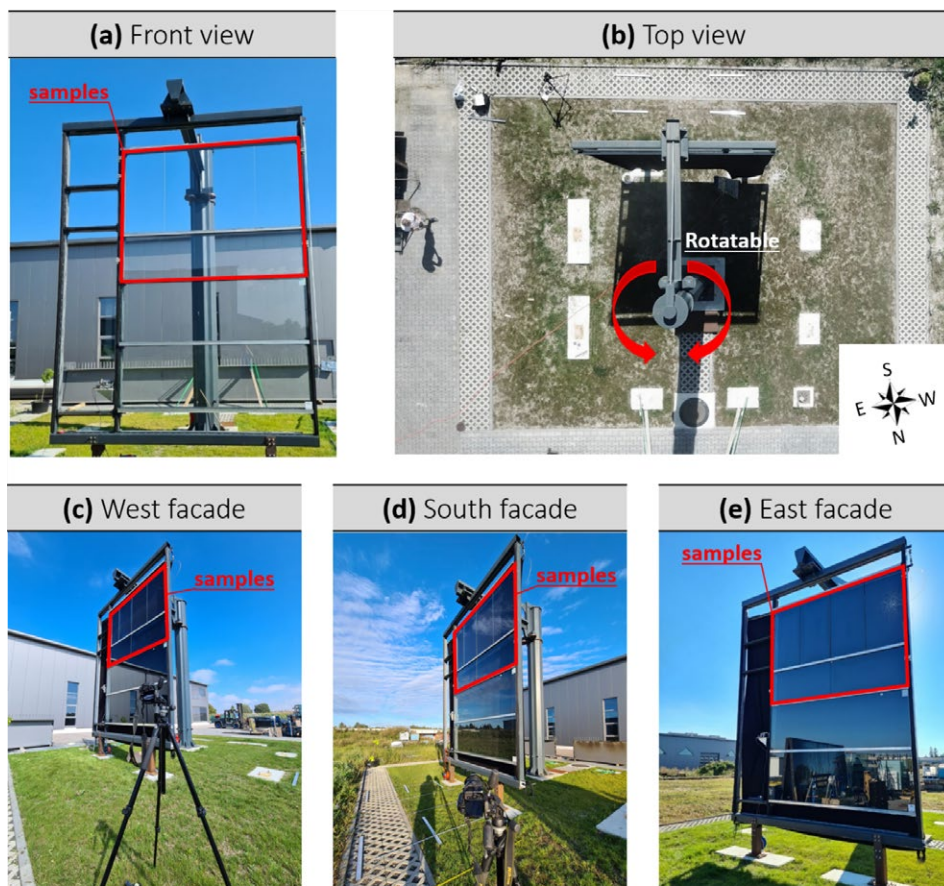 (a) Front view
(b) Top view
samples
Rotatable
S
E W
N
(c) West facade
(d) South facade
(e) East facade
samples
samples
samples